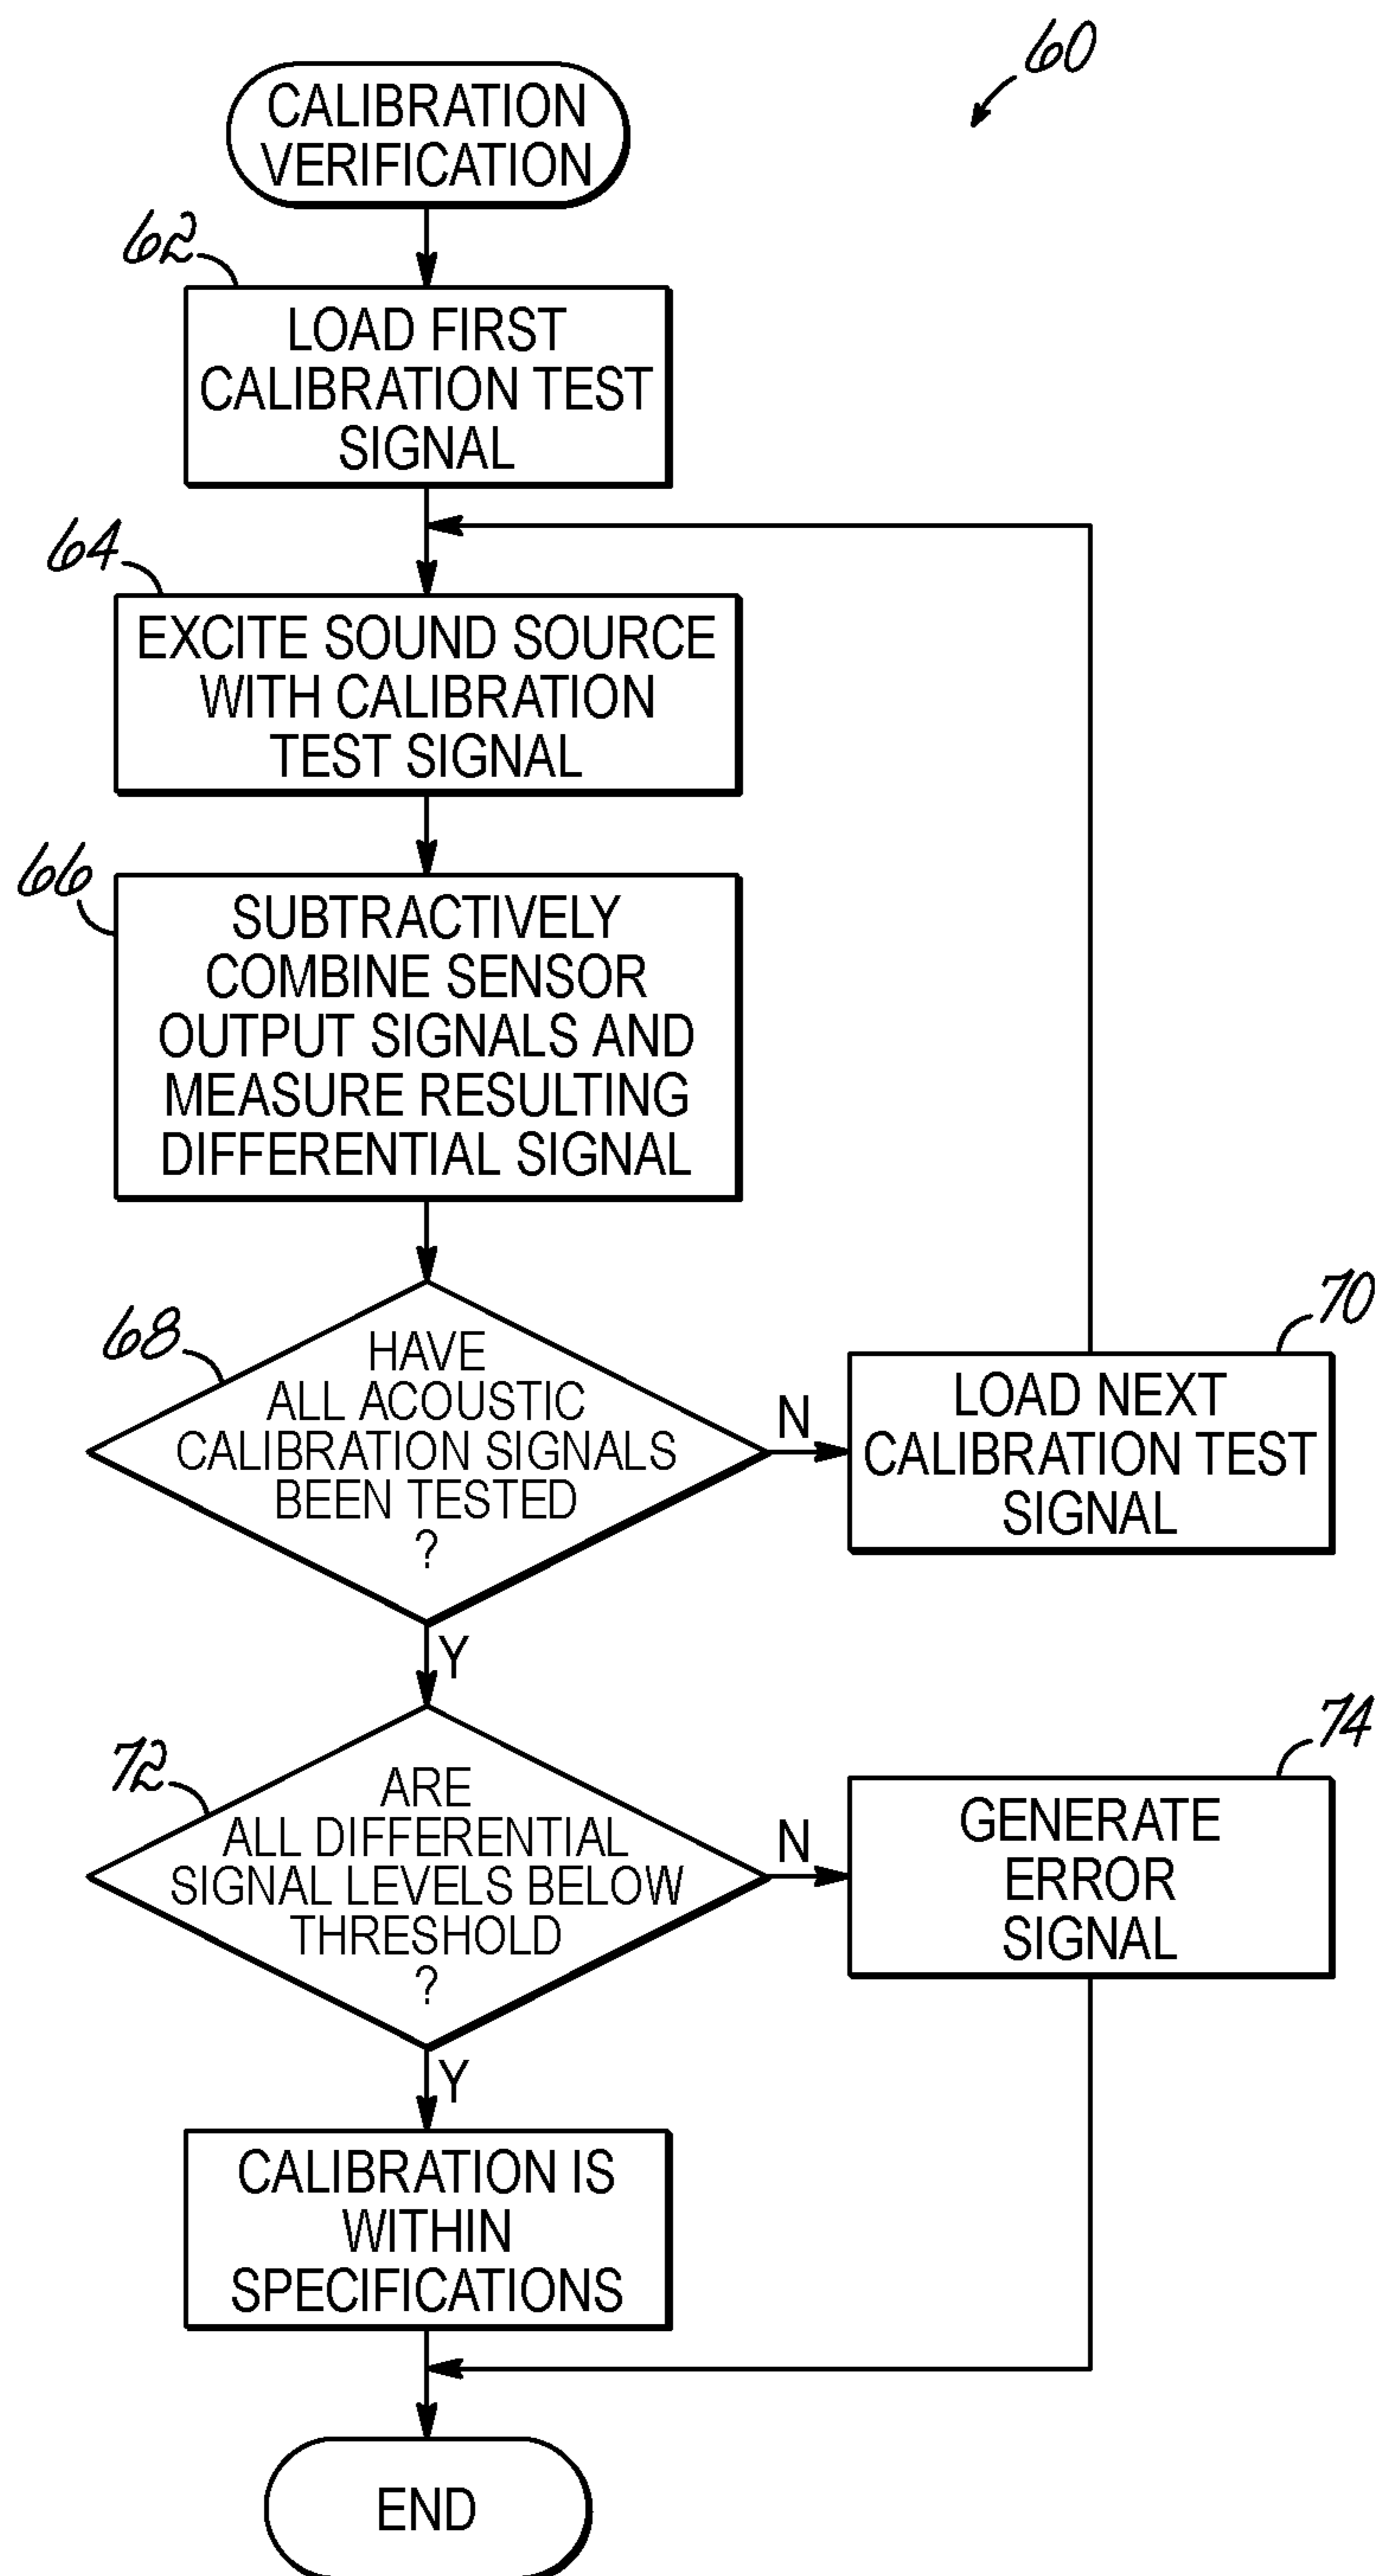 60
CALIBRATION
VERIFICATION
62
LOAD FIRST
CALIBRATION TEST
SIGNAL
64
EXCITE SOUND SOURCE
WITH CALIBRATION
TEST SIGNAL
66
SUBTRACTIVELY
COMBINE SENSOR
OUTPUT SIGNALS AND
MEASURE RESULTING
DIFFERENTIAL SIGNAL
68
HAVE
ALL ACOUSTIC
CALIBRATION SIGNALS
BEEN TESTED
?
N
70
LOAD NEXT
CALIBRATION TEST
SIGNAL
Y
72
ARE
ALL DIFFERENTIAL
SIGNAL LEVELS BELOW
THRESHOLD
?
N
74
GENERATE
ERROR
SIGNAL
Y
CALIBRATION IS
WITHIN
SPECIFICATIONS
END